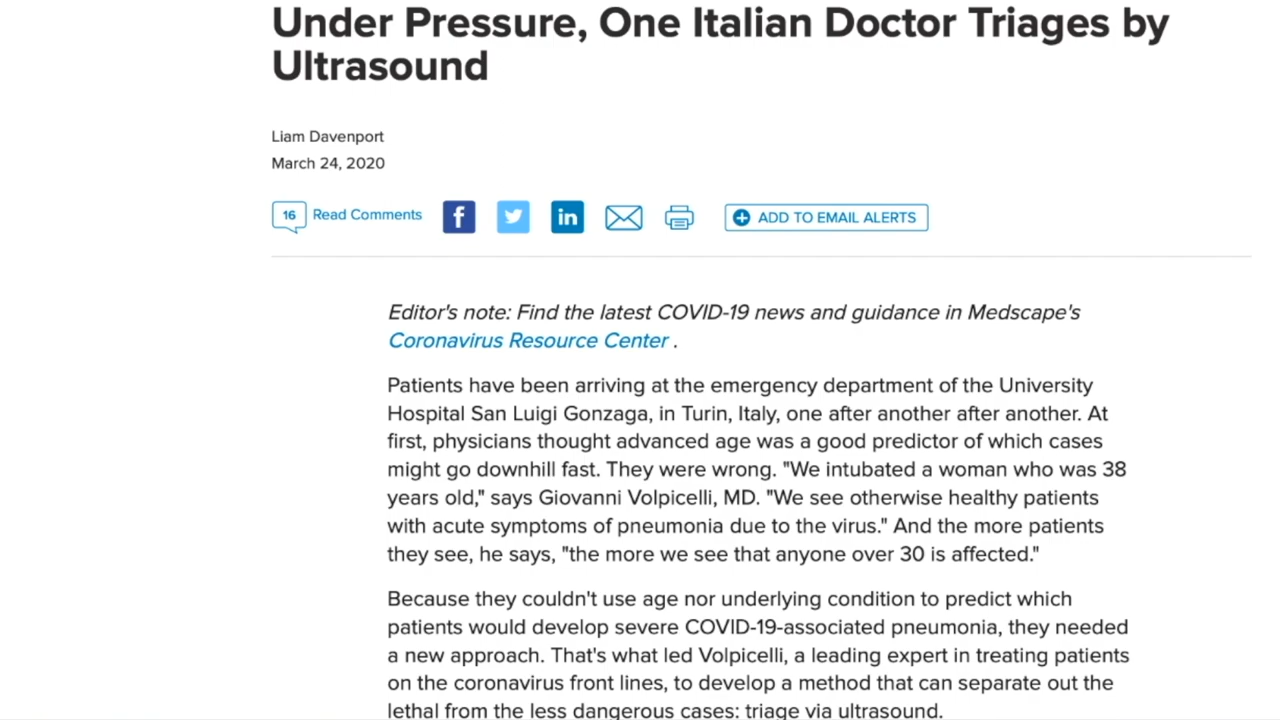 Under Pressure, One Italian Doctor Triages by
Ultrasound
Liam Davenport
March 24, 2020
16 Read Comments f in ADD TO EMAIL ALERTS
Editor's note: Find the latest COVID-19 news and guidance in Medscape's
Coronavirus Resource Center .
Patients have been arriving at the emergency department of the University
Hospital San Luigi Gonzaga, in Turin, Italy, one after another after another. At
first, physicians thought advanced age was a good predictor of which cases
might go downhill fast. They were wrong. "We intubated a woman who was 38
years old," says Giovanni Volpicelli, MD. "We see otherwise healthy patients
with acute symptoms of pneumonia due to the virus." And the more patients
they see, he says, "the more we see that anyone over 30 is affected."
Because they couldn't use age nor underlying condition to predict which
patients would develop severe COVID-19-associated pneumonia, they needed
a new approach. That's what led Volpicelli, a leading expert in treating patients
on the coronavirus front lines, to develop a method that can separate out the
lethal from the less dangerous cases: triage via ultrasound.